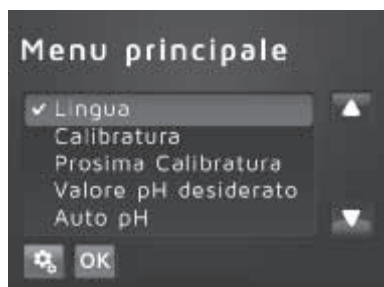 Menu principale
Lingua
Calibratura
Prosima Calibratura
Valore pH desiderato
Auto pH
OK